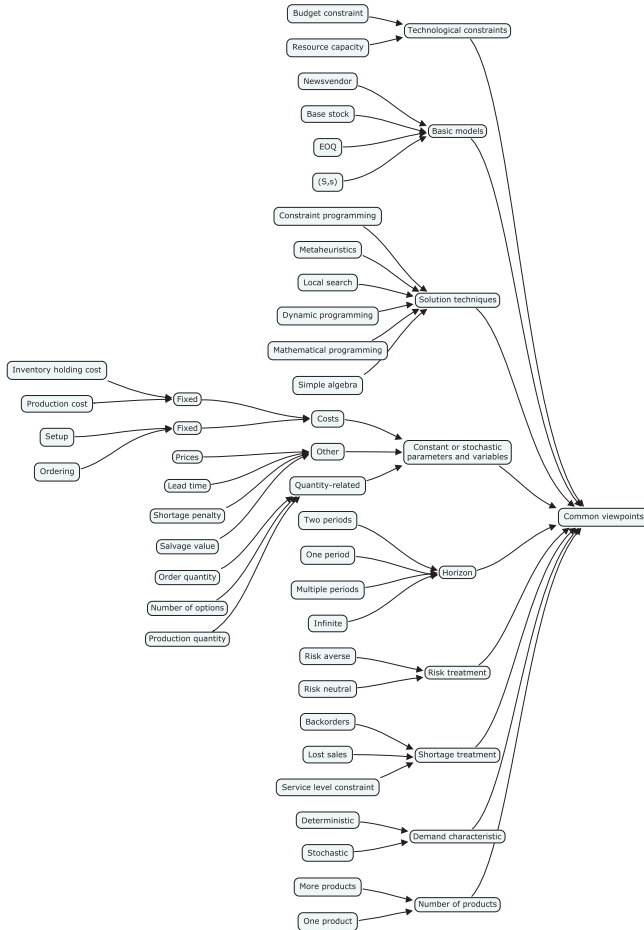 Budget constraint
Technological constraints
Resource capacity
Newsvendor
Base stock
Basic models
EOQ
(S,s)
Constraint programming
Metaheuristics
Local search
Solution techniques
Dynamic programming
Mathematical programming
Simple algebra
Inventory holding cost
Fixed
Production cost
Costs
Setup
Fixed
Ordering
Prices
Other
Constant or stochastic
parameters and variables
Lead time
Quantity-related
Shortage penalty
Salvage value
Order quantity
Number of options
Production quantity
Common viewpoints
Two periods
One period
Horizon
Multiple periods
Infinite
Risk averse
Risk treatment
Risk neutral
Backorders
Lost sales
Shortage treatment
Service level constraint
Deterministic
Demand characteristic
Stochastic
More products
Number of products
One product